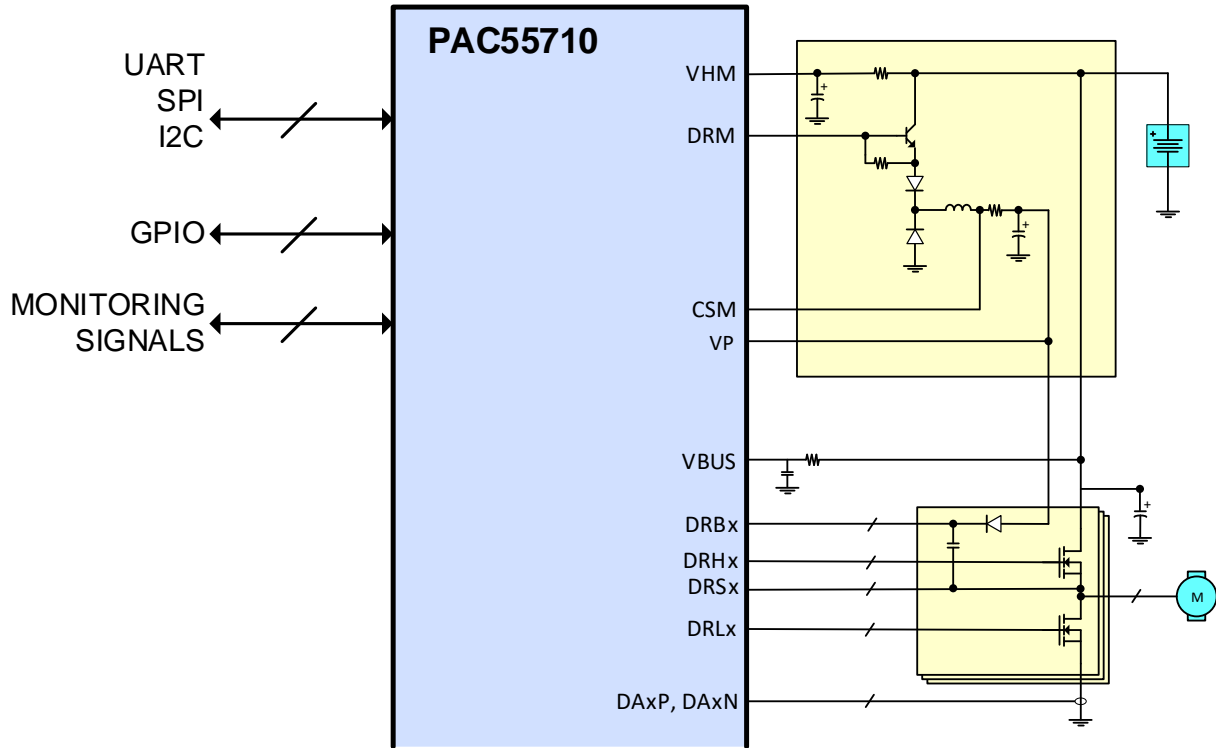 PAC55710
UART
SPI
I2C
GPIO
MONITORING
SIGNALS
VHM
DRM
CSM
VP
VBUS
DRBx
DRHx
DRSx
DRLx
DAxP, DAxN
+
+
+
+
M